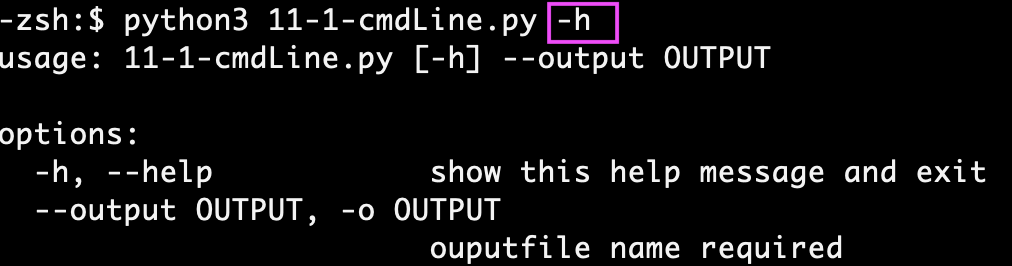 -zsh:$ python3 11-1-cmdLine.py -h
usage: 11-1-cmdLine.py [-h] --output OUTPUT
options:
-h, --help show this help message and exit
--output OUTPUT, -o OUTPUT
ouputfile name required